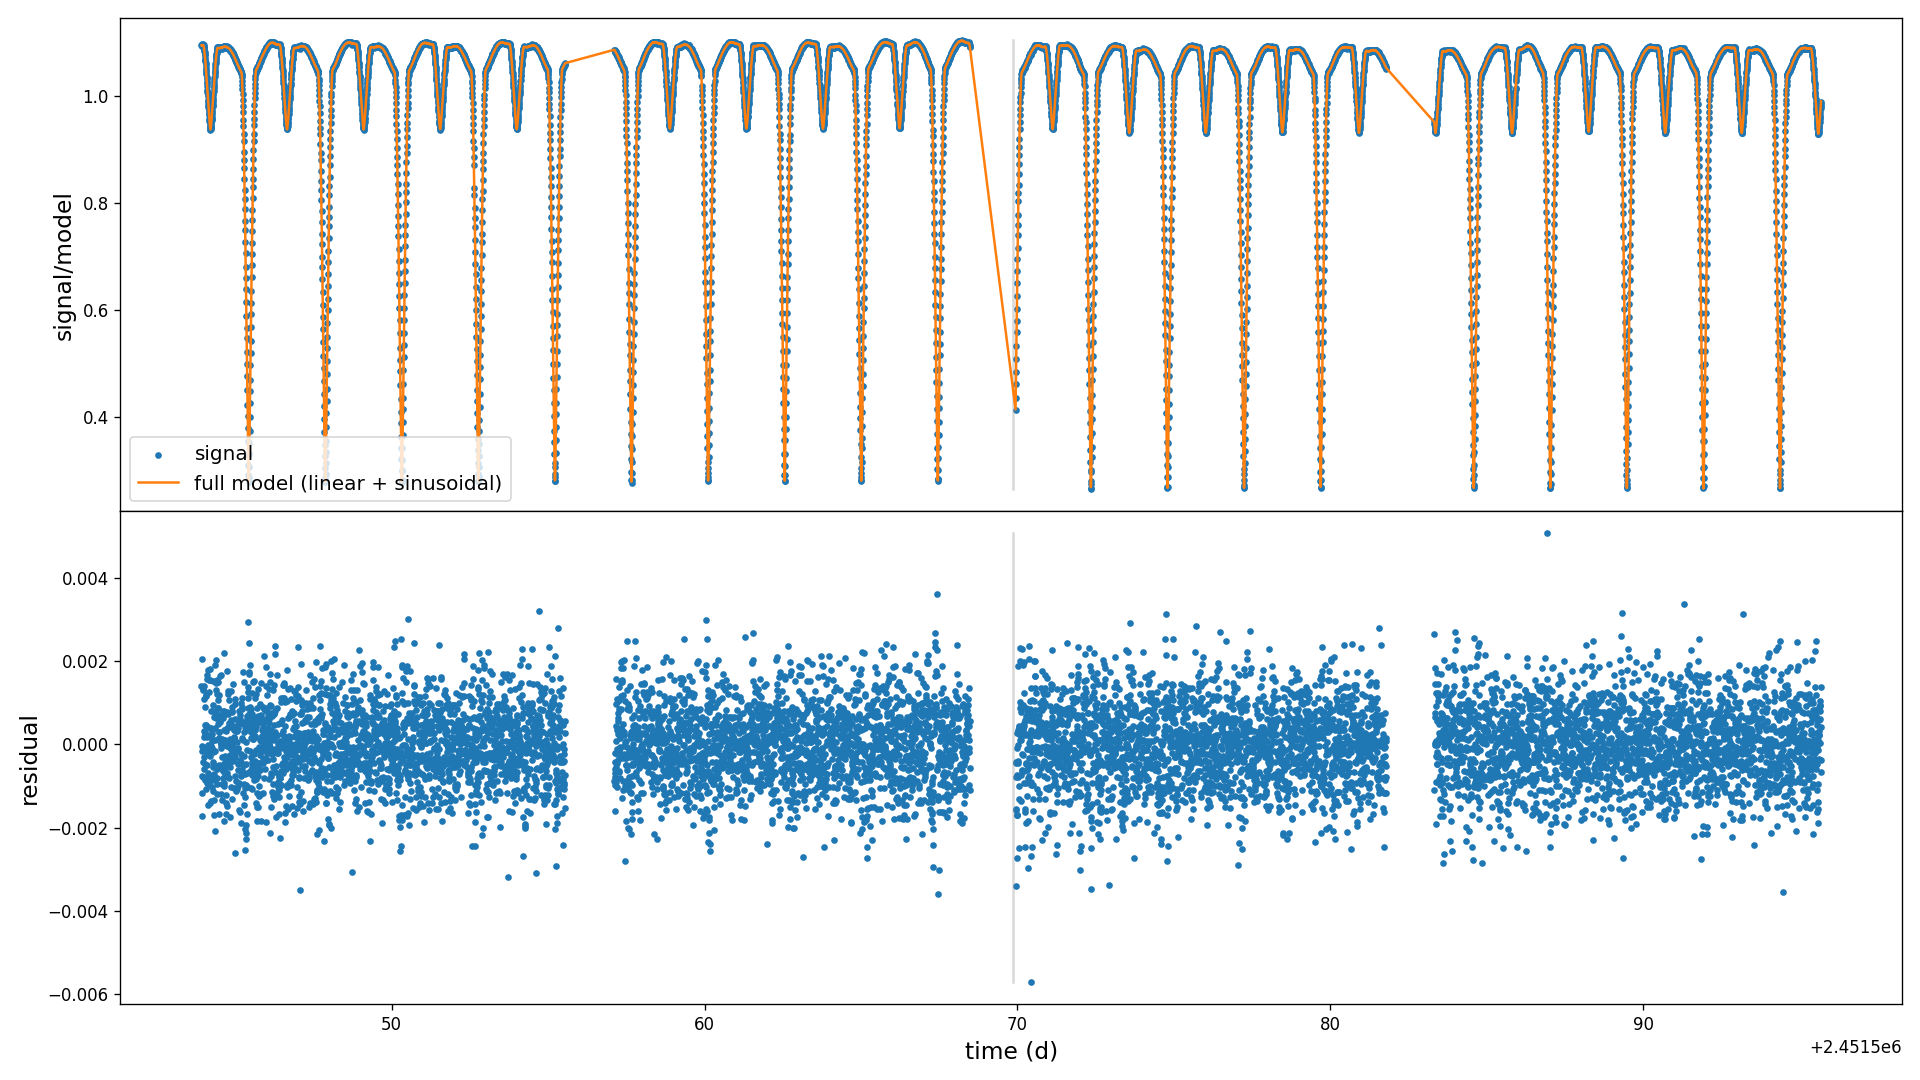 signal/model
1.0
0.8
0.6
0.4
signal
full model (linear + sinusoidal)
residual
0.004
0.002
0.000
−0.002
−0.004
−0.006
50
60
70
80
90
time (d)
+2.4515e6